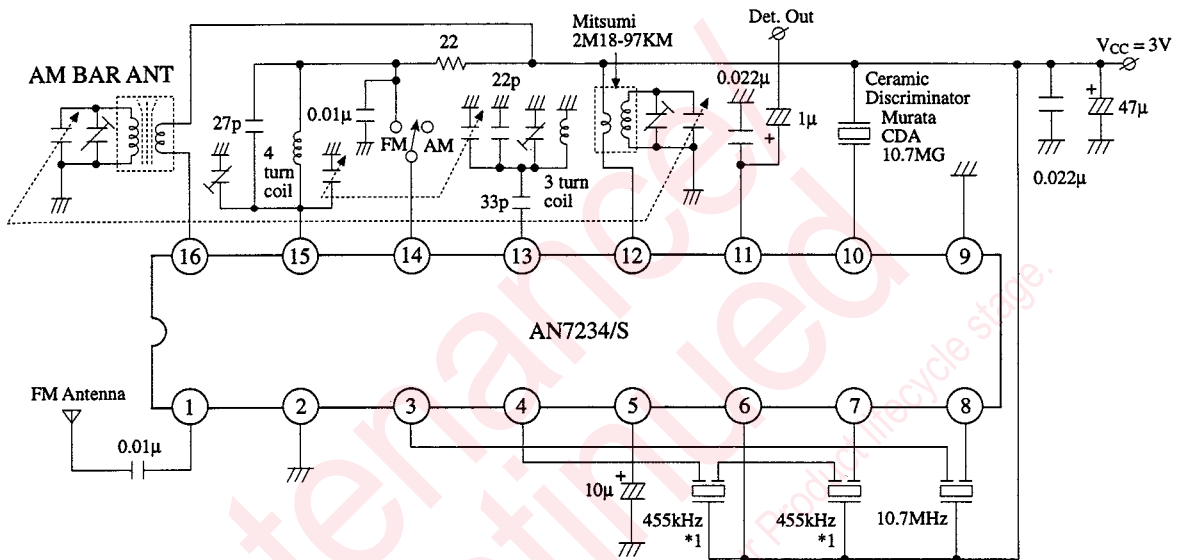 Mitsumi
2M18-97KM
Det. Out
VCC = 3V
AM BAR ANT
22
22p
0.01μ
27p
4
turn
coil
FM
AM
3 turn
coil
33p
0.022μ
1μ
Ceramic
Discriminator
Murata
CDA
10.7MG
47μ
0.022μ
16
15
14
13
12
11
10
9
AN7234/S
FM Antenna
1
2
3
4
5
6
7
8
0.01μ
10μ
455kHz
*1
455kHz
*1
10.7MHz
tenance/
tinued
r Product lifecycle stage.